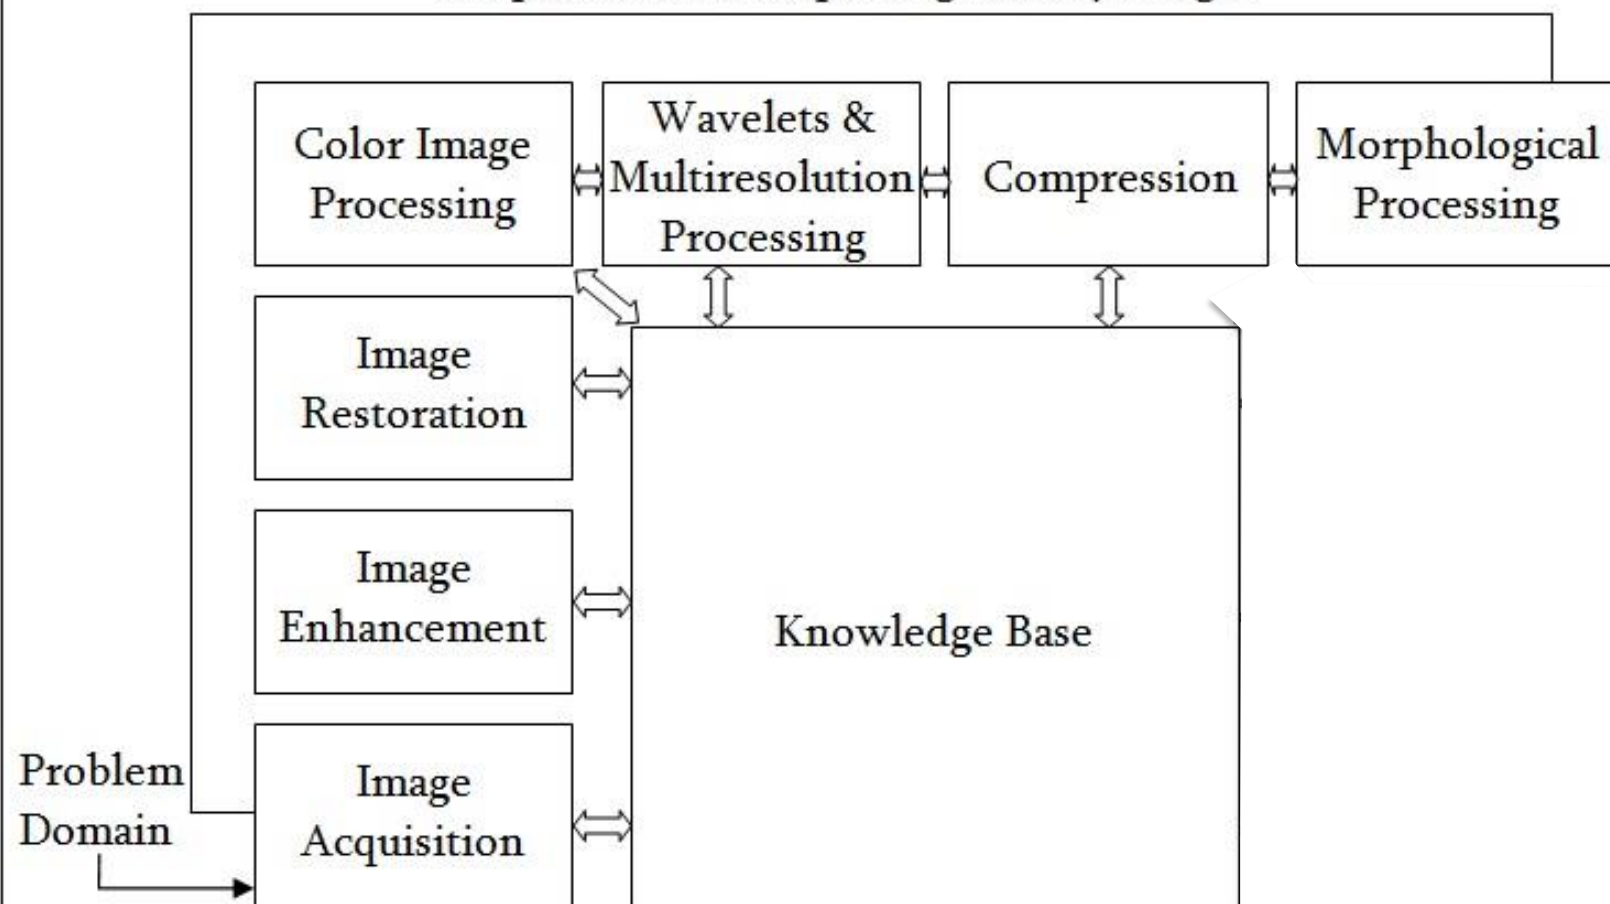 Color Image
Processing
Wavelets &
Multiresolution
Processing
Compression
Morphological
Processing
Image
Restoration
Image
Enhancement
Knowledge Base
Problem
Domain
Image
Acquisition